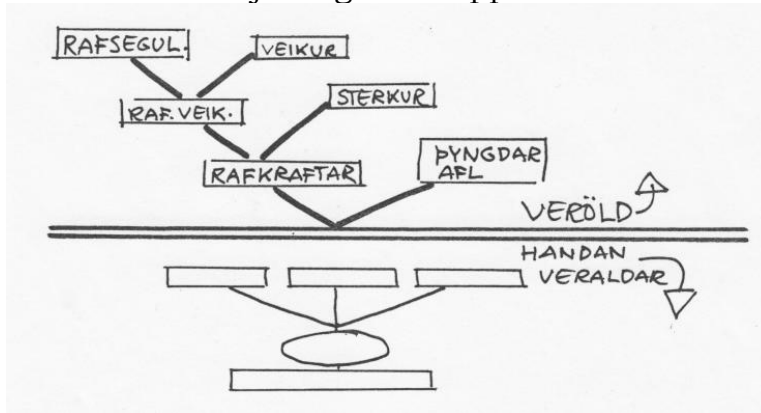 RAFSEGUL.
VEIKUR
STERKUR
RAF.VEIK.
RAFKRAFTAR
ÞYNGDAR
AFL
VERÖLD
HANDAN
VERALDAR